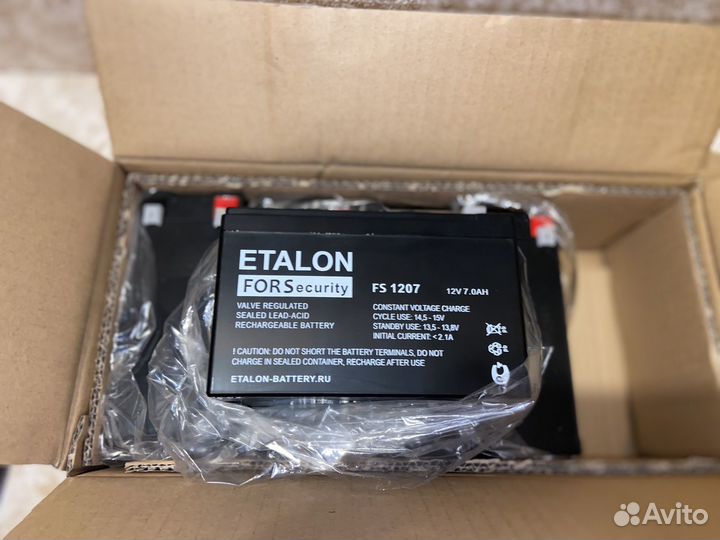 ETALON
FORSecurity
FS 1207
12V 7.0AH
VALVE REGULATED
SEALED LEAD-ACID
RECHARGEABLE BATTERY
CONSTANT VOLTAGE CHARGE
CYCLE USE: 14,5 - 15V
STANDBY USE: 13,5 - 13,8V
INITIAL CURRENT: < 2.1A
! CAUTION: DO NOT SHORT THE BATTERY TERMINALS, DO NOT
CHARGE IN SEALED CONTAINER, RECHARGE AFTER USE
ETALON-BATTERY.RU
Avito